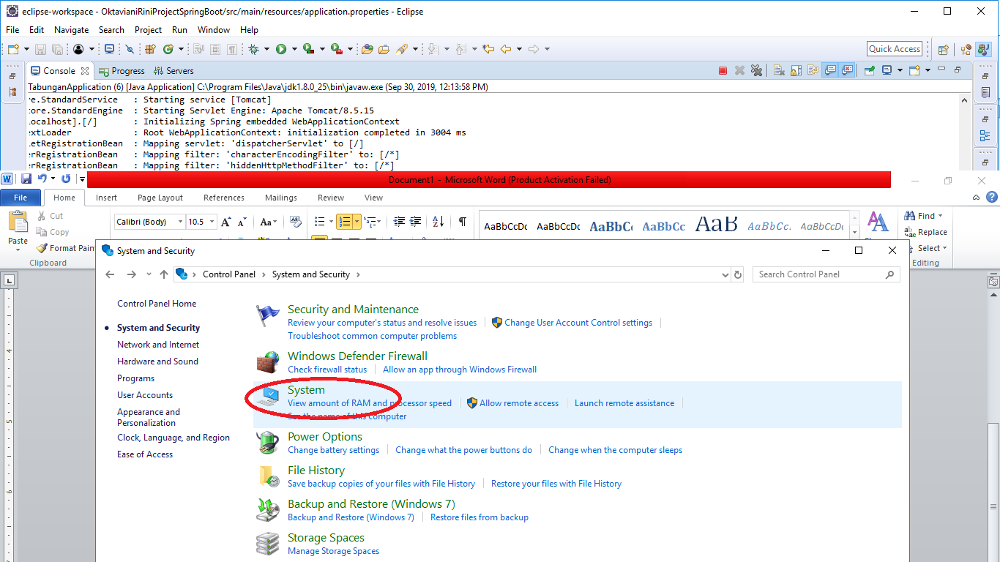 eclipse-workspace - OktavianiRiniProjectSpringBoot/src/main/resources/application.properties - Eclipse
File Edit Navigate Search Project Run Window Help
Quick Access
Console Progress Servers
TabunganApplication (6) [Java Application] C:\Program Files\Java\jdk1.8.0_25\bin\javaw.exe (Sep 30, 2019, 12:13:58 PM)
ore.StandardService : Starting service [Tomcat]
ore.StandardEngine : Starting Servlet Engine: Apache Tomcat/8.5.15
localhost].[/] : Initializing Spring embedded WebApplicationContext
extLoader : Root WebApplicationContext: initialization completed in 3004 ms
letRegistrationBean : Mapping servlet: 'dispatcherServlet' to [/]
erRegistrationBean : Mapping filter: 'characterEncodingFilter' to: [/*]
erRegistrationBean : Mapping filter: 'hiddenHttpMethodFilter' to: [/*]
Document1 - Microsoft Word (Product Activation Failed)
File Home Insert Page Layout References Mailings Review View
Paste Cut Calibri (Body) 10.5 Find
Copy AaBbCcDc AaBbCcDc AaBbCc AaBbCc AaB AaBbCc. AaBbCcDc Replace
Format Pain Select
Clipboard Editing
System and Security
Control Panel System and Security Search Control Panel
Control Panel Home
System and Security
Network and Internet
Hardware and Sound
Programs
User Accounts
Appearance and
Personalization
Clock, Language, and Region
Ease of Access
Security and Maintenance
Review your computer's status and resolve issues Change User Account Control settings
Troubleshoot common computer problems
Windows Defender Firewall
Check firewall status Allow an app through Windows Firewall
System
View amount of RAM and processor speed Allow remote access Launch remote assistance
See the name of this computer
Power Options
Change battery settings Change what the power buttons do Change when the computer sleeps
File History
Save backup copies of your files with File History Restore your files with File History
Backup and Restore (Windows 7)
Backup and Restore (Windows 7) Restore files from backup
Storage Spaces
Manage Storage Spaces
4
5
6